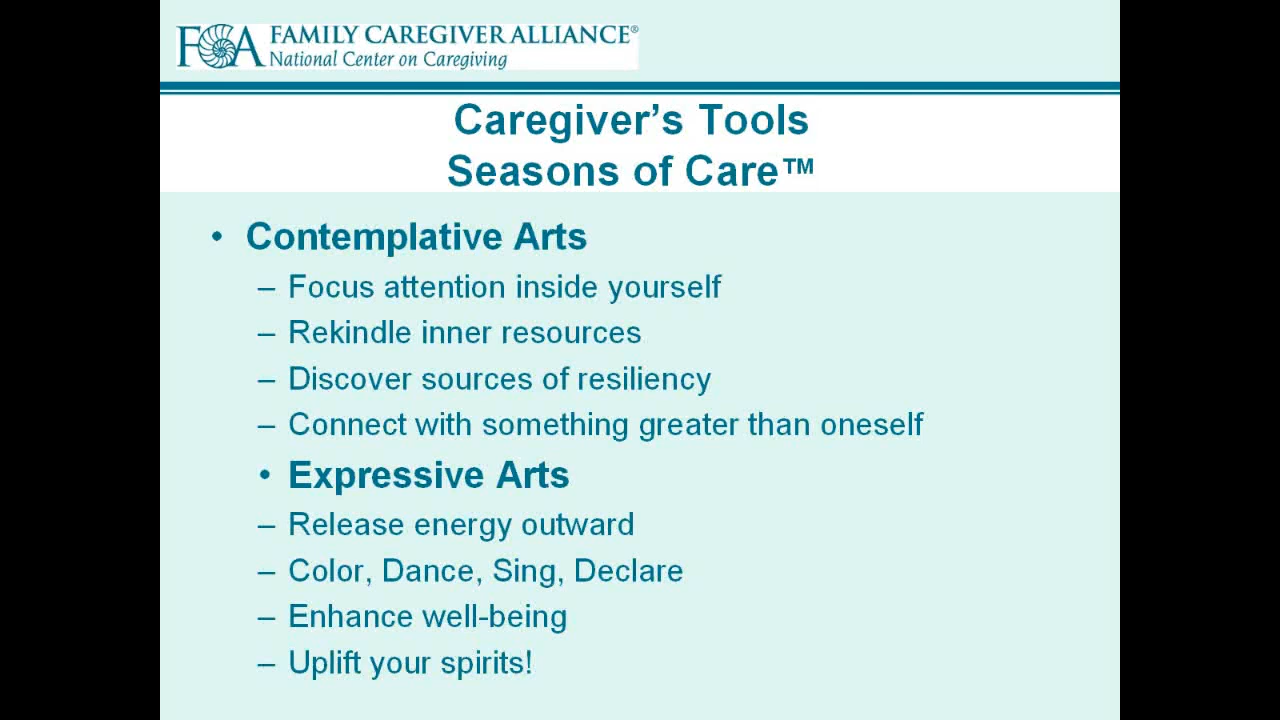 FCA FAMILY CAREGIVER ALLIANCE®
National Center on Caregiving
Caregiver's Tools
Seasons of Care™
• Contemplative Arts
– Focus attention inside yourself
– Rekindle inner resources
– Discover sources of resiliency
– Connect with something greater than oneself
• Expressive Arts
– Release energy outward
– Color, Dance, Sing, Declare
– Enhance well-being
– Uplift your spirits!